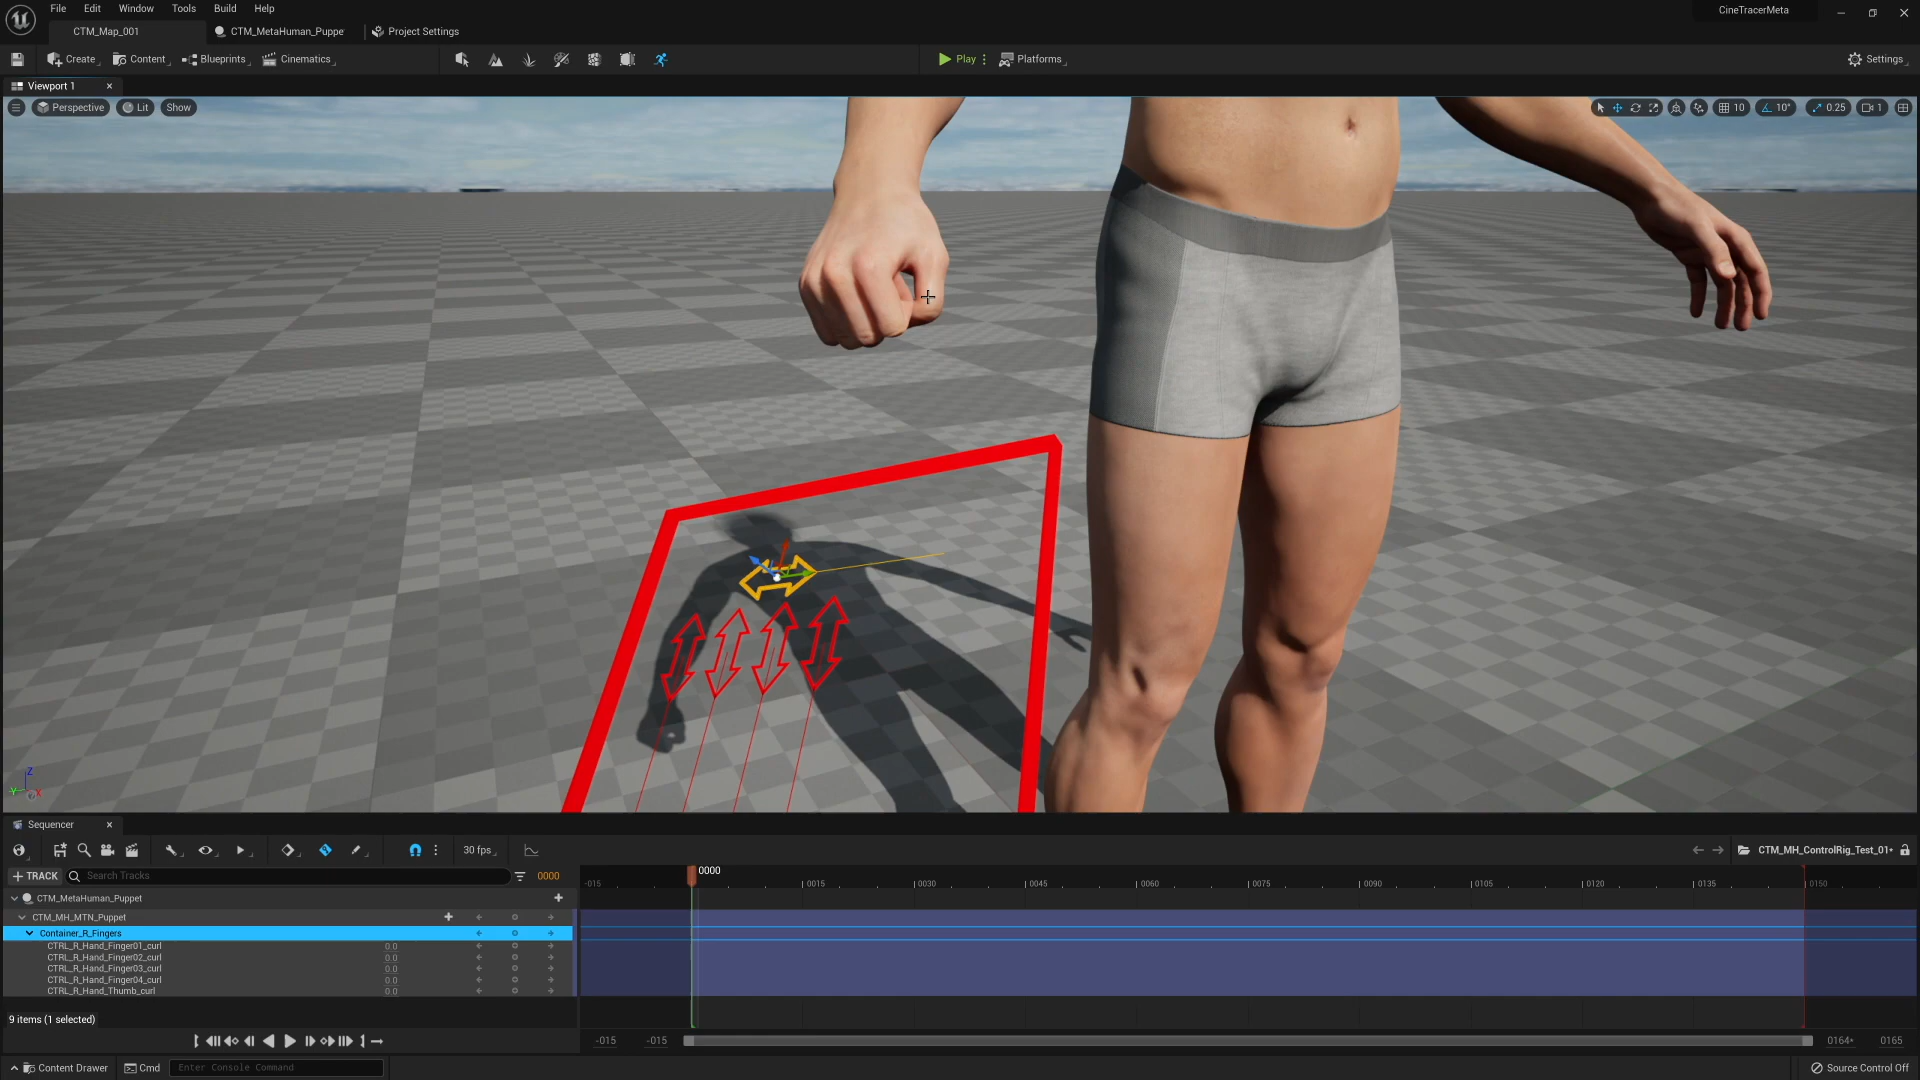 File Edit Window Tools Build Help
CineTracerMeta
CTM_Map_001
CTM_MetaHuman_Puppe
Project Settings
Create
Content
Blueprints
Cinematics
Play
Platforms
Settings
Viewport 1
Perspective
Lit
Show
10
10°
0.25
1
Z
Y
X
Sequencer
30 fps
CTM_MH_ControlRig_Test_01*
+ TRACK
Search Tracks
0000
0000
-015 0015 0030 0045 0060 0075 0090 0105 0120 0135 0150
CTM_MetaHuman_Puppet
CTM_MH_MTN_Puppet
Container_R_Fingers
CTRL_R_Hand_Finger01_curl 0.0
CTRL_R_Hand_Finger02_curl 0.0
CTRL_R_Hand_Finger03_curl 0.0
CTRL_R_Hand_Finger04_curl 0.0
CTRL_R_Hand_Thumb_curl 0.0
9 items (1 selected)
-015 -015 0164+ 0165
Content Drawer
Cmd
Enter Console Command
Source Control Off